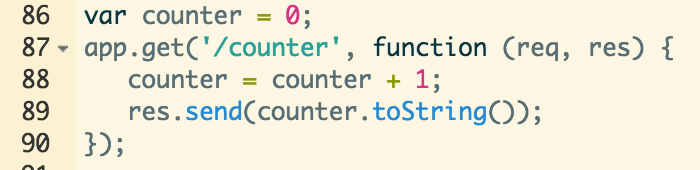 86 var counter = 0;
87 app.get('/counter', function (req, res) {
88 counter = counter + 1;
89 res.send(counter.toString());
90 });